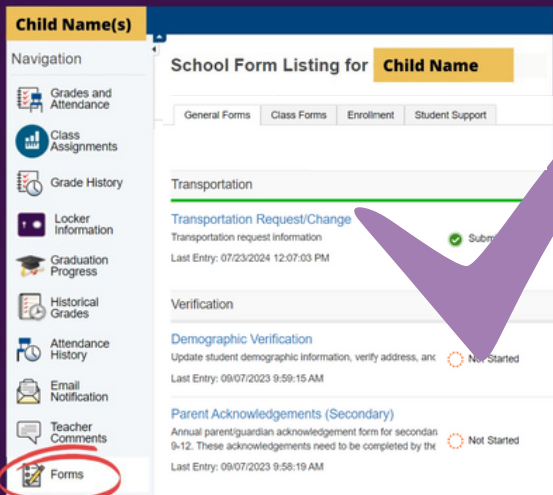 Child Name(s)
Navigation
Grades and
Attendance
Class
Assignments
Grade History
Locker
Information
Graduation
Progress
Historical
Grades
Attendance
History
Email
Notification
Teacher
Comments
Forms
School Form Listing for Child Name
General Forms Class Forms Enrollment Student Support
Transportation
Transportation Request/Change
Transportation request information
Last Entry: 07/23/2024 12:07:03 PM
Verification
Demographic Verification
Update student demographic information, verify address, and
Not Started
Last Entry: 09/07/2023 9:59:15 AM
Parent Acknowledgements (Secondary)
Annual parent/guardian acknowledgement form for
9-12. These acknowledgements need to be completed by the
Not Started
Last Entry: 09/07/2023 9:58:19 AM